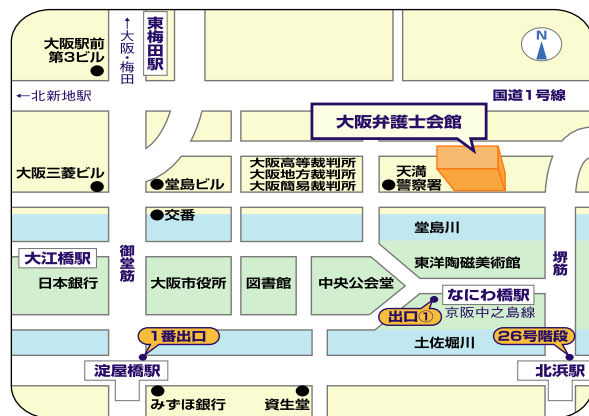 大阪駅前
第3ビル
←大阪・梅田
東梅田駅
N
←北新地駅
国道1号線
大阪弁護士会館
大阪三菱ビル
堂島ビル
大阪高等裁判所
大阪地方裁判所
大阪簡易裁判所
天満
警察署
交番
堂島川
大江橋駅
御堂筋
東洋陶磁美術館
堺筋
日本銀行
大阪市役所
図書館
中央公会堂
なにわ橋駅
京阪中之島線
出口①
1番出口
土佐堀川
26号階段
淀屋橋駅
北浜駅
みずほ銀行
資生堂